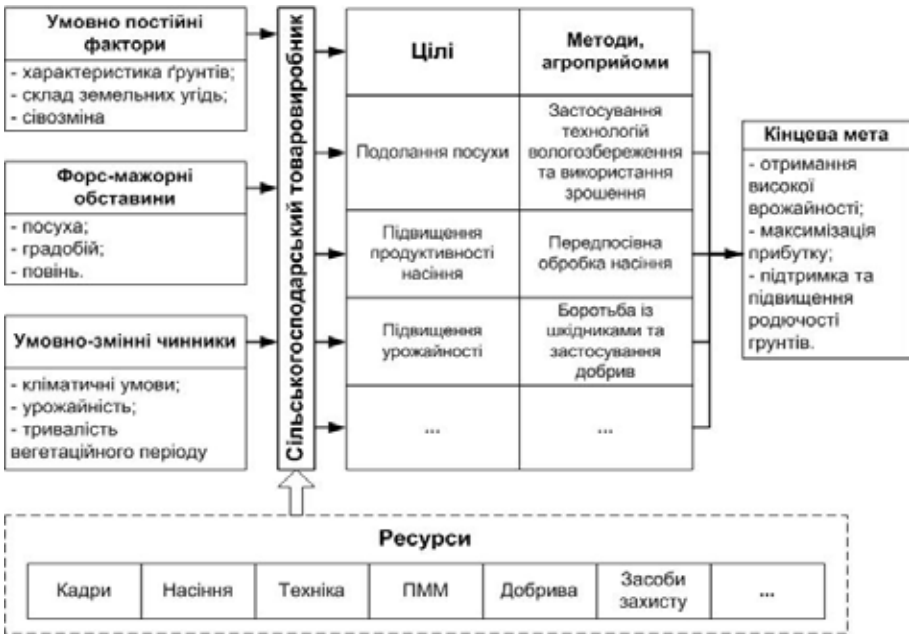 Умовно постійні
фактори
- характеристика ґрунтів;
- склад земельних угідь;
- сівозміна
Форс-мажорні
обставини
- посуха;
- градобій;
- повінь.
Умовно-змінні чинники
- кліматичні умови;
- урожайність;
- тривалість
вегетаційного періоду
Сільськогосподарський товаровиробник
Цілі
Методи,
агроприйоми
Подолання посухи
Застосування
технологій
вологозбереження
та використання
зрошення
Підвищення
продуктивності
насіння
Передпосівна
обробка насіння
Підвищення
урожайності
Боротьба із
шкідниками та
застосування
добрив
...
...
Кінцева мета
- отримання
високої
врожайності;
- максимізація
прибутку;
- підтримка та
підвищення
родючості
грунтів.
Ресурси
Кадри
Насіння
Техніка
ПММ
Добрива
Засоби
захисту
...